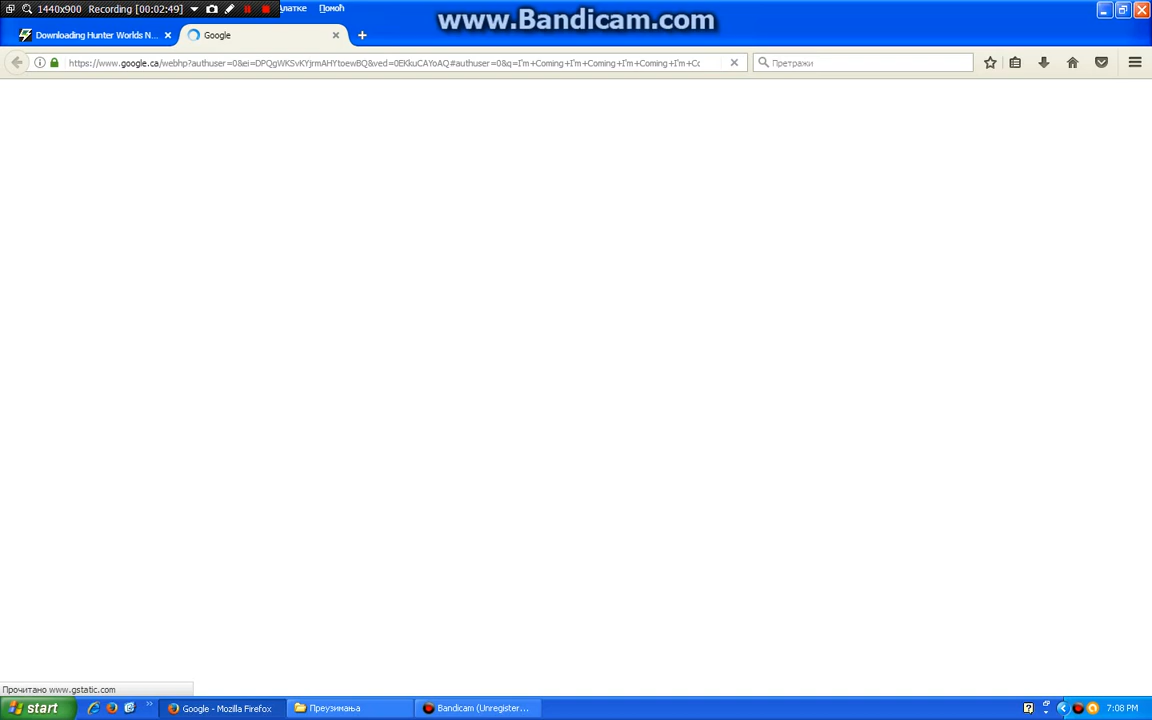 1440x900 Recording [00:02:49]
www.Bandicam.com
Помоћ
Downloading Hunter Worlds N...
Google
https://www.google.ca/webhp?authuser=0&ei=DPQgWKSvKYjrmAHYtoewBQ&ved=0EKkuCAYoAQ#authuser=0&q=I'm+Coming+I'm+Coming+I'm+Coming+I'm+Coming+I'm+Cc
Претражи
Прочитано www.gstatic.com
start
Google - Mozilla Firefox
Преузимања
Bandicam (Unregister...
7:08 PM